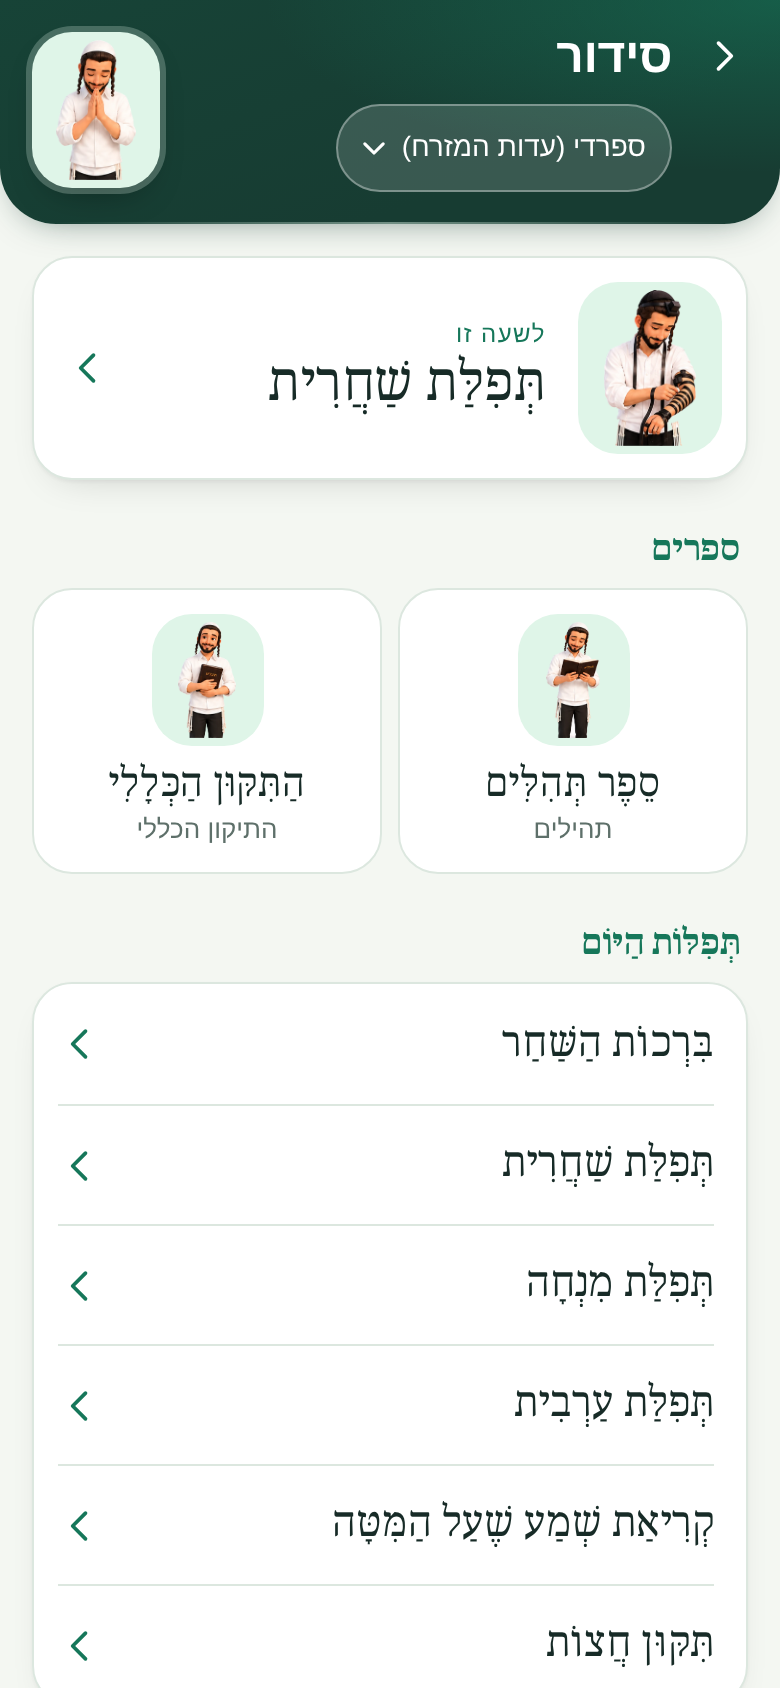 סידור
ספרדי (עדות המזרח)
לשעה זו
תְּפִלַּת שַׁחֲרִית
ספרים
סֵפֶר תְּהִלִּים
תהילים
הַתִּקּוּן הַכְּלָלִי
התיקון הכללי
תְּפִלּוֹת הַיּוֹם
בִּרְכוֹת הַשַּׁחַר
תְּפִלַּת שַׁחֲרִית
תְּפִלַּת מִנְחָה
תְּפִלַּת עַרְבִית
קְרִיאַת שְׁמַע שֶׁעַל הַמִּטָּה
תִּקּוּן חֲצוֹת